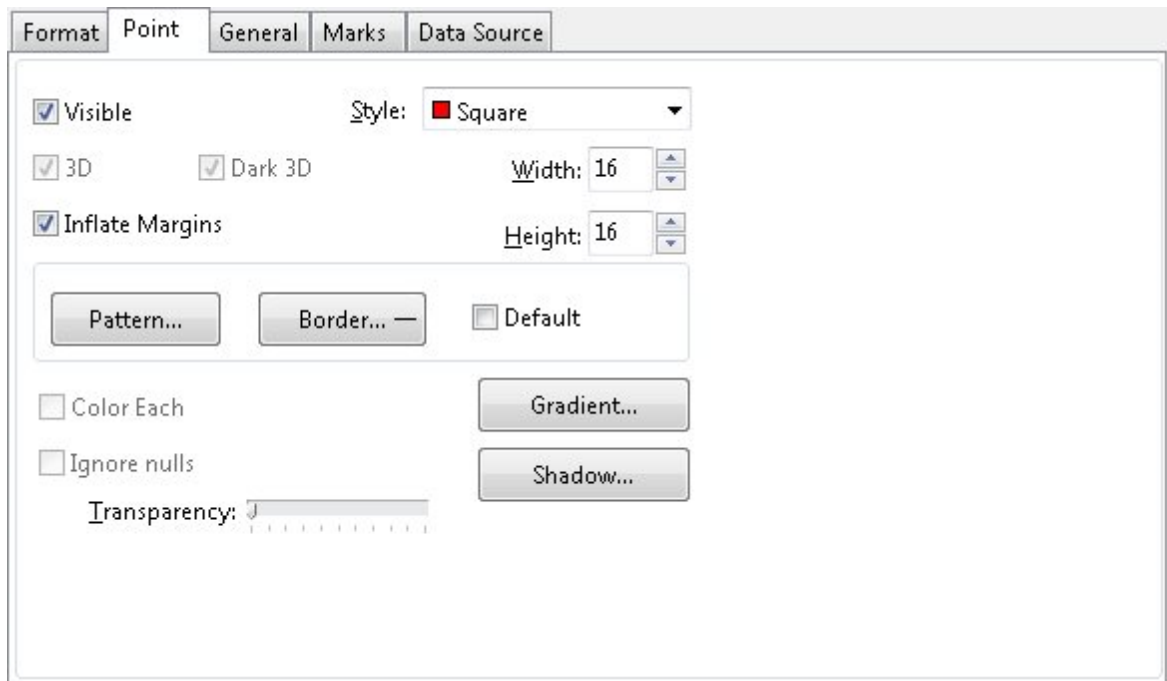 Format Point General Marks Data Source
Visible Style: Square
3D Dark 3D Width: 16
Inflate Margins Height: 16
Pattern... Border... Default
Color Each Gradient...
Ignore nulls Shadow...
Transparency: